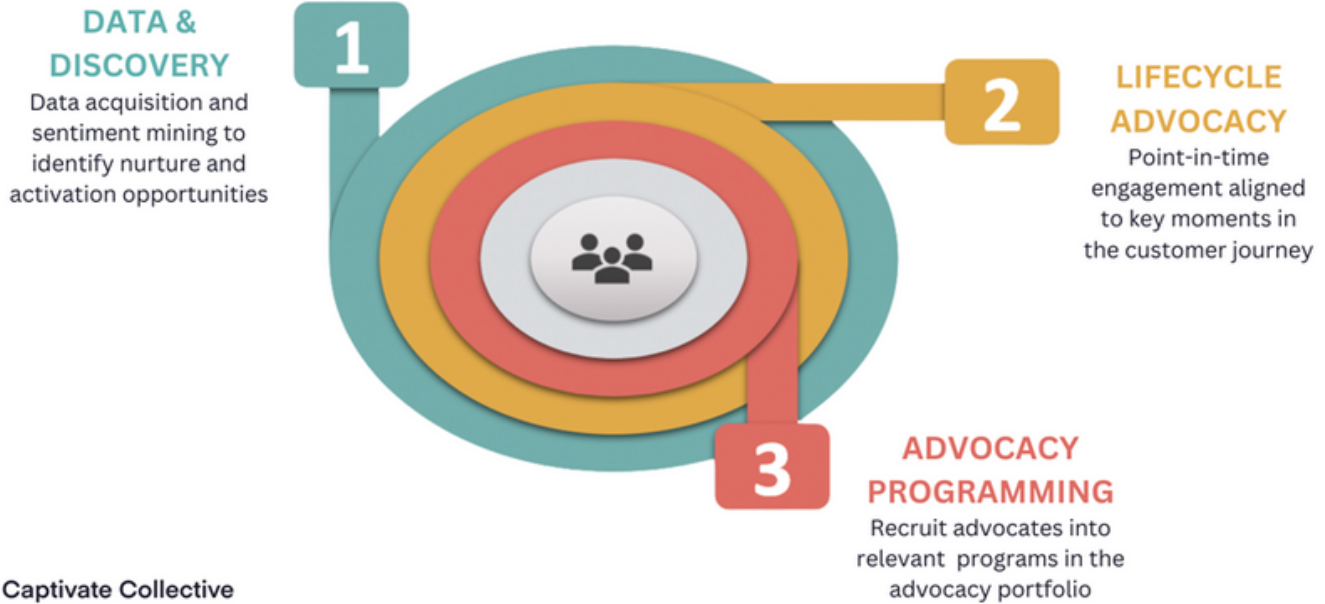 DATA &
DISCOVERY
Data acquisition and
sentiment mining to
identify nurture and
activation opportunities
1
2
LIFECYCLE
ADVOCACY
Point-in-time
engagement aligned
to key moments in
the customer journey
3
ADVOCACY
PROGRAMMING
Recruit advocates into
relevant programs in the
advocacy portfolio
Captivate Collective